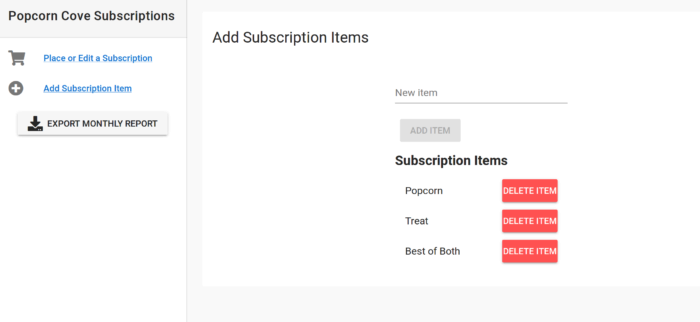 Popcorn Cove Subscriptions
Place or Edit a Subscription
Add Subscription Item
EXPORT MONTHLY REPORT
Add Subscription Items
New item
ADD ITEM
Subscription Items
Popcorn DELETE ITEM
Treat DELETE ITEM
Best of Both DELETE ITEM